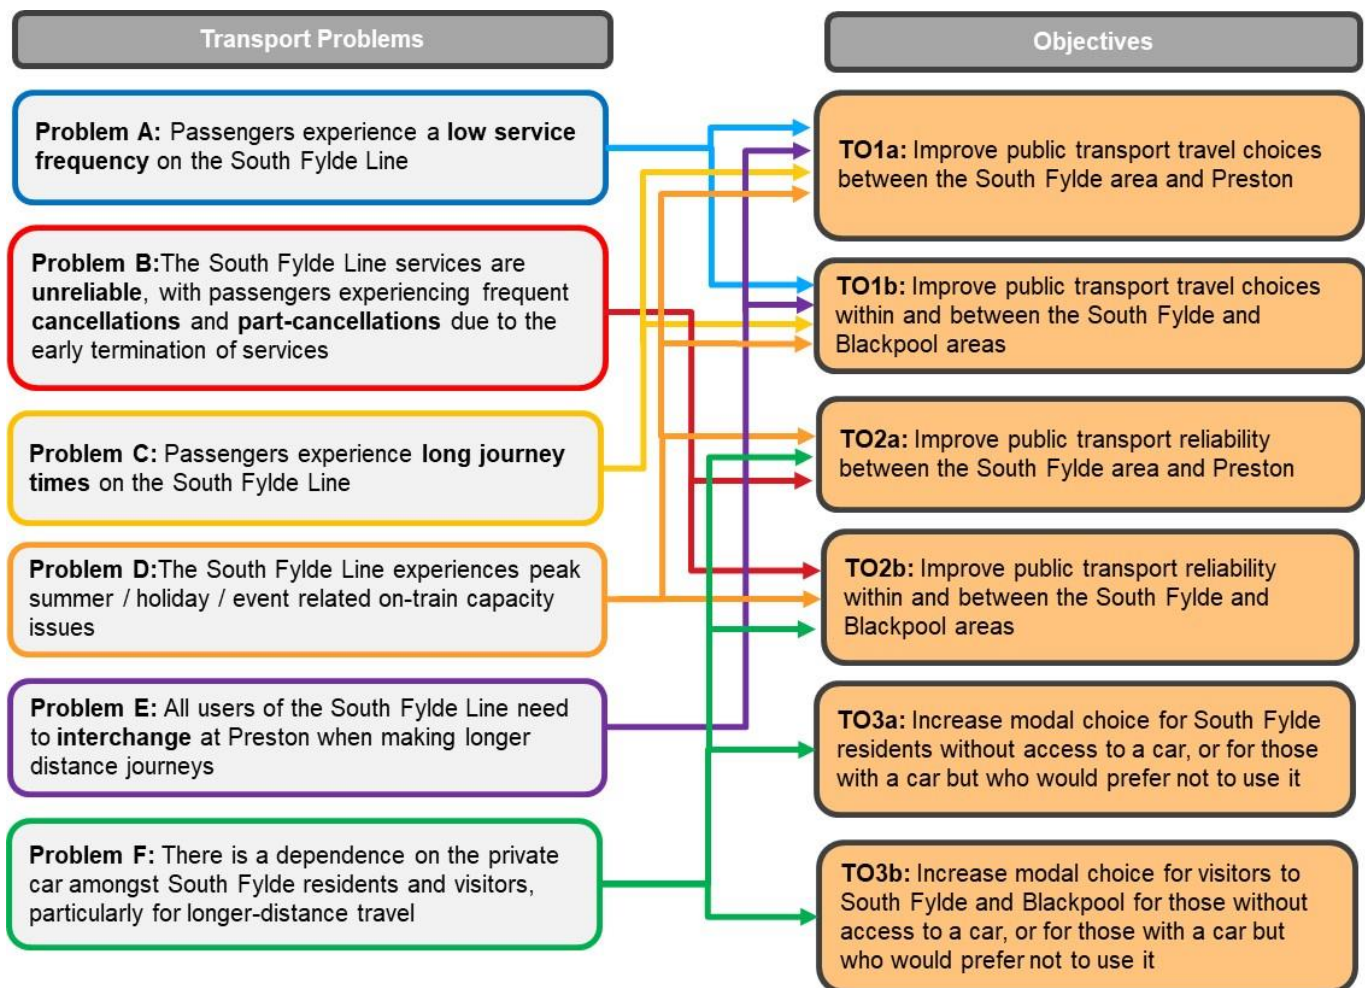 Transport Problems
Problem A: Passengers experience a low service
frequency on the South Fylde Line
Problem B:The South Fylde Line services are
unreliable, with passengers experiencing frequent
cancellations and part-cancellations due to the
early termination of services
Problem C: Passengers experience long journey
times on the South Fylde Line
Problem D:The South Fylde Line experiences peak
summer / holiday / event related on-train capacity
issues
Problem E: All users of the South Fylde Line need
to interchange at Preston when making longer
distance journeys
Problem F: There is a dependence on the private
car amongst South Fylde residents and visitors,
particularly for longer-distance travel
Objectives
TO1a: Improve public transport travel choices
between the South Fylde area and Preston
TO1b: Improve public transport travel choices
within and between the South Fylde and
Blackpool areas
TO2a: Improve public transport reliability
between the South Fylde area and Preston
TO2b: Improve public transport reliability
within and between the South Fylde and
Blackpool areas
TO3a: Increase modal choice for South Fylde
residents without access to a car, or for those
with a car but who would prefer not to use it
TO3b: Increase modal choice for visitors to
South Fylde and Blackpool for those without
access to a car, or for those with a car but
who would prefer not to use it